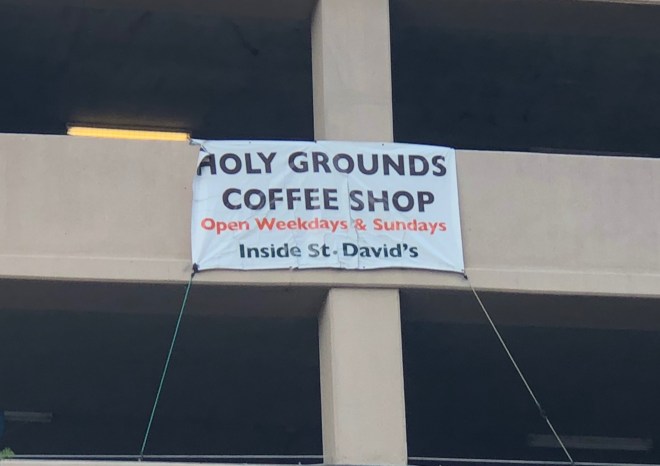 HOLY GROUNDS
COFFEE SHOP
Open Weekdays & Sundays
Inside St. David's